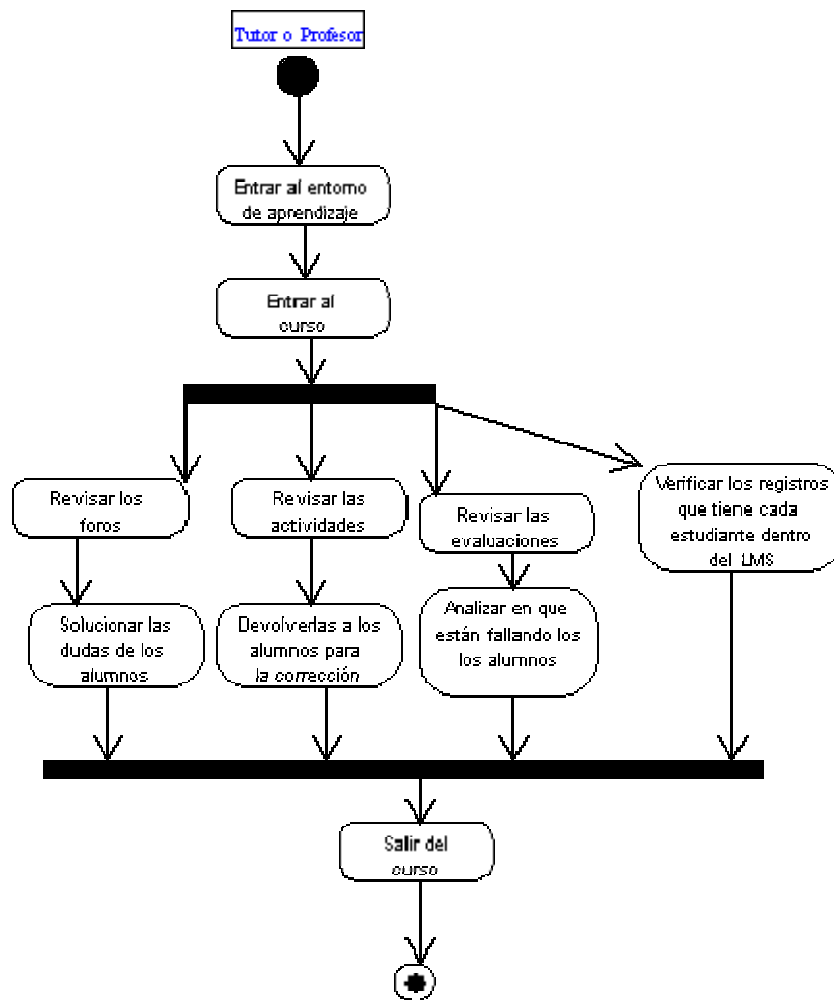 Tutor o Profesor
Entrar al entorno
de aprendizaje
Entrar al
curso
Revisar los
foros
Revisar las
actividades
Revisar las
evaluaciones
Verificar los registros
que tiene cada
estudiante dentro
del LMS
Solucionar las
dudas de los
alumnos
Devolverlas a los
alumnos para
la corrección
Analizar en que
están fallando los
los alumnos
Salir del
curso